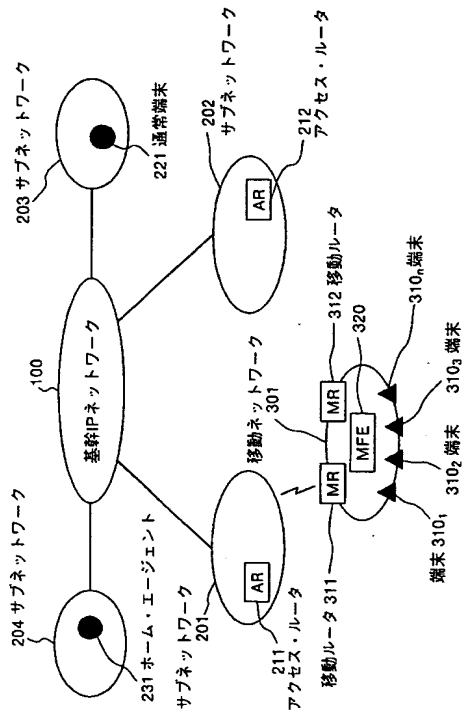 204 サブネットワーク
231 ホーム・エージェント
100
基幹IPネットワーク
203 サブネットワーク
221 通常端末
201
サブネットワーク
AR
211
アクセス・ルータ
202
サブネットワーク
AR
212
アクセス・ルータ
移動ネットワーク
301
MR
移動ルータ 311
MR
312 移動ルータ
MFE
320
端末 310₁
310₂ 端末
310₃ 端末
310ₙ 端末